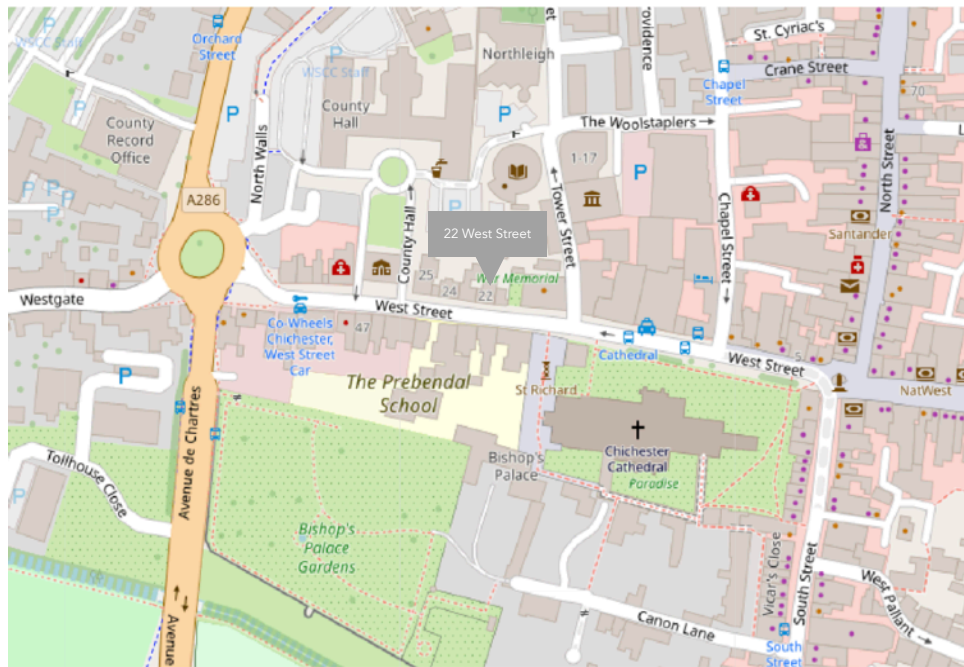 WSCC Staff
Orchard
Street
WSCC Staff
P
County
Hall
County
Record
Office
North Walls
P
A286
Northleigh
P
Providence
St. Cyriac's
Crane Street
Chapel
Street
70
The Woolstaplers
1-17
P
North Street
Santander
Tower Street
Chapel Street
County Hall
P
22 West Street
War Memorial
25
24
22
Westgate
West Street
47
Co-Wheels
Chichester,
West Street
Car
Cathedral
West Street
5
NatWest
P
The Prebendal
School
St Richard
Chichester
Cathedral
Paradise
Bishop's
Palace
Avenue de Chartres
Tollhouse Close
P
Bishop's
Palace
Gardens
Vicar's Close
South Street
West Pallant
Canon Lane
South
Street
Avenue